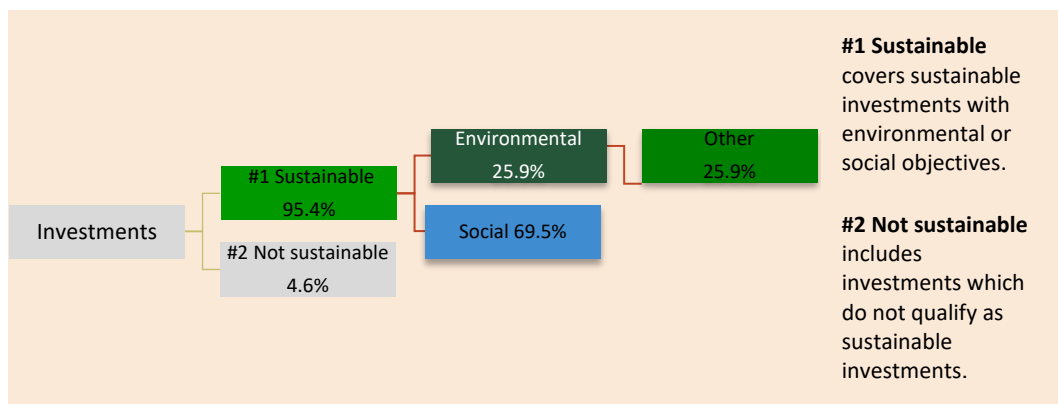 Investments
#1 Sustainable
95.4%
#2 Not sustainable
4.6%
Environmental
25.9%
Social 69.5%
Other
25.9%
#1 Sustainable
covers sustainable
investments with
environmental or
social objectives.
#2 Not sustainable
includes
investments which
do not qualify as
sustainable
investments.